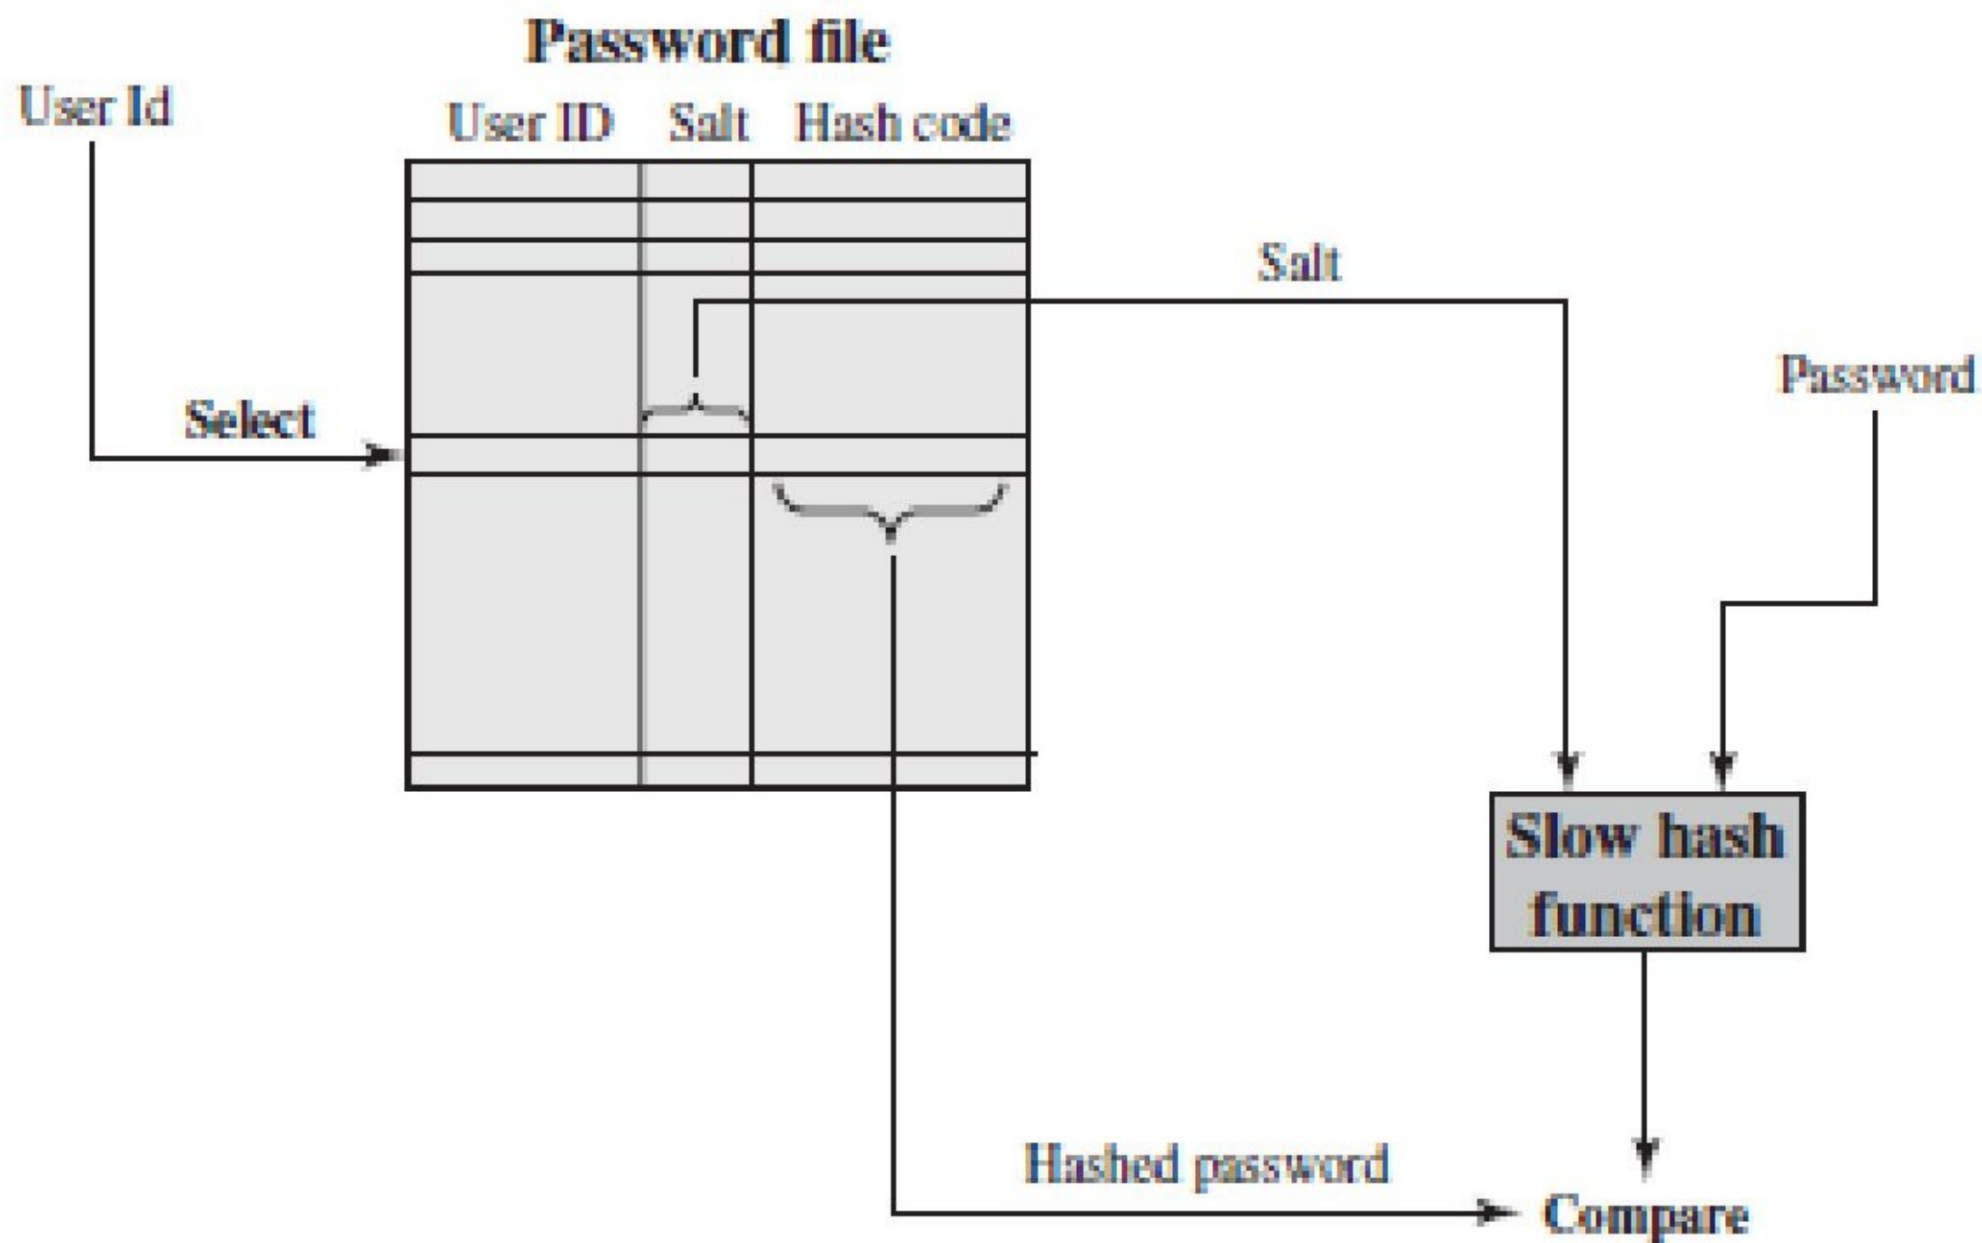 Password file
User Id
User ID Salt Hash code
Salt
Password
Select
Slow hash
function
Hashed password
Compare